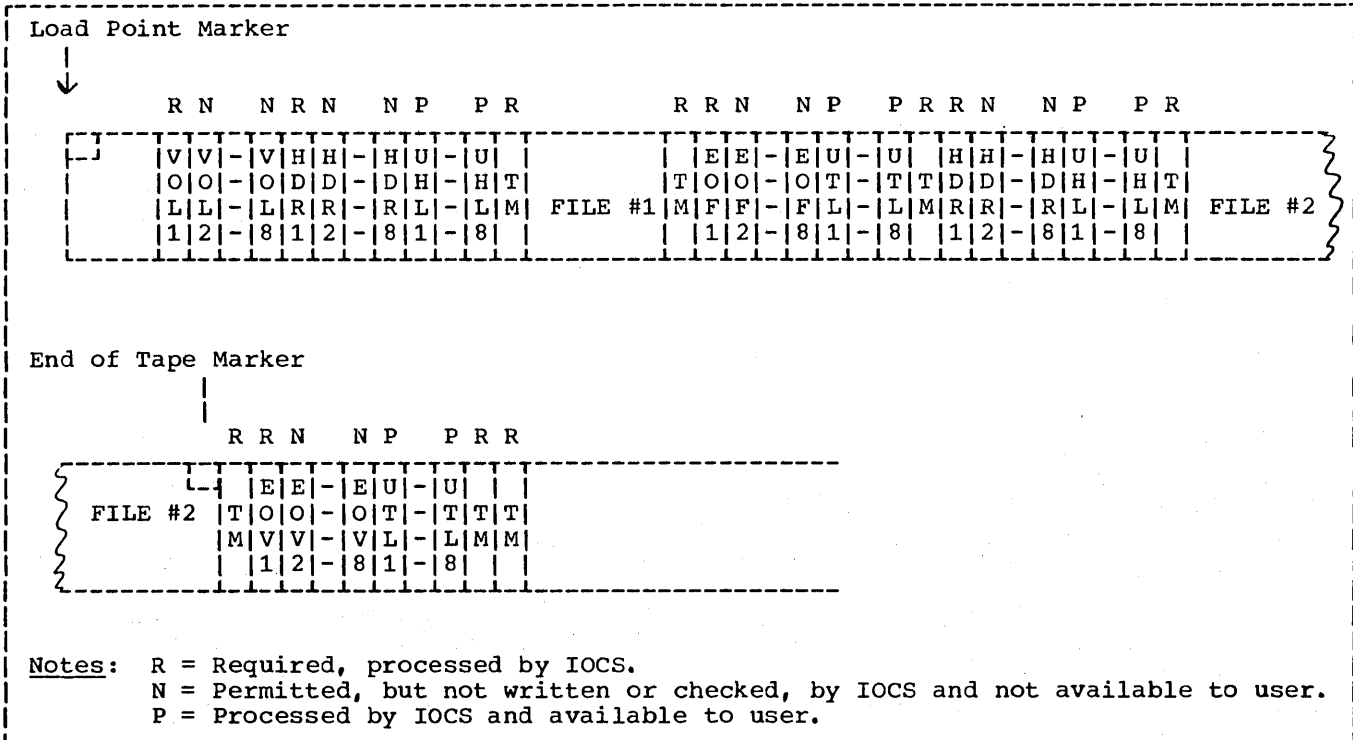 Load Point Marker
R N N R N N P P R R R N N P P R R N N P R
|V|V|-|V|H|H|-|H|U|-|U| | | |E|E|-|E|U|-|U| |H|H|-|H|U|-|U| |
|O|O|-|O|D|D|-|D|H|-|H|T| |T|O|O|-|O|T|-|T|T|D|D|-|D|H|-|H|T|
|L|L|-|L|R|R|-|R|L|-|L|M| FILE #1|M|F|F|-|F|L|-|L|M|R|R|-|R|L|-|L|M| FILE #2
|1|2|-|8|1|2|-|8|1|-|8| | | |1|2|-|8|1|-|8| |1|2|-|8|1|-|8| |
End of Tape Marker
R R N N P P R R
|E|E|-|E|U|-|U| | |
FILE #2 |T|O|O|-|O|T|-|T|T|T|
|M|V|V|-|V|L|-|L|M|M|
| |1|2|-|8|1|-|8| | |
Notes: R = Required, processed by IOCS.
N = Permitted, but not written or checked, by IOCS and not available to user.
P = Processed by IOCS and available to user.